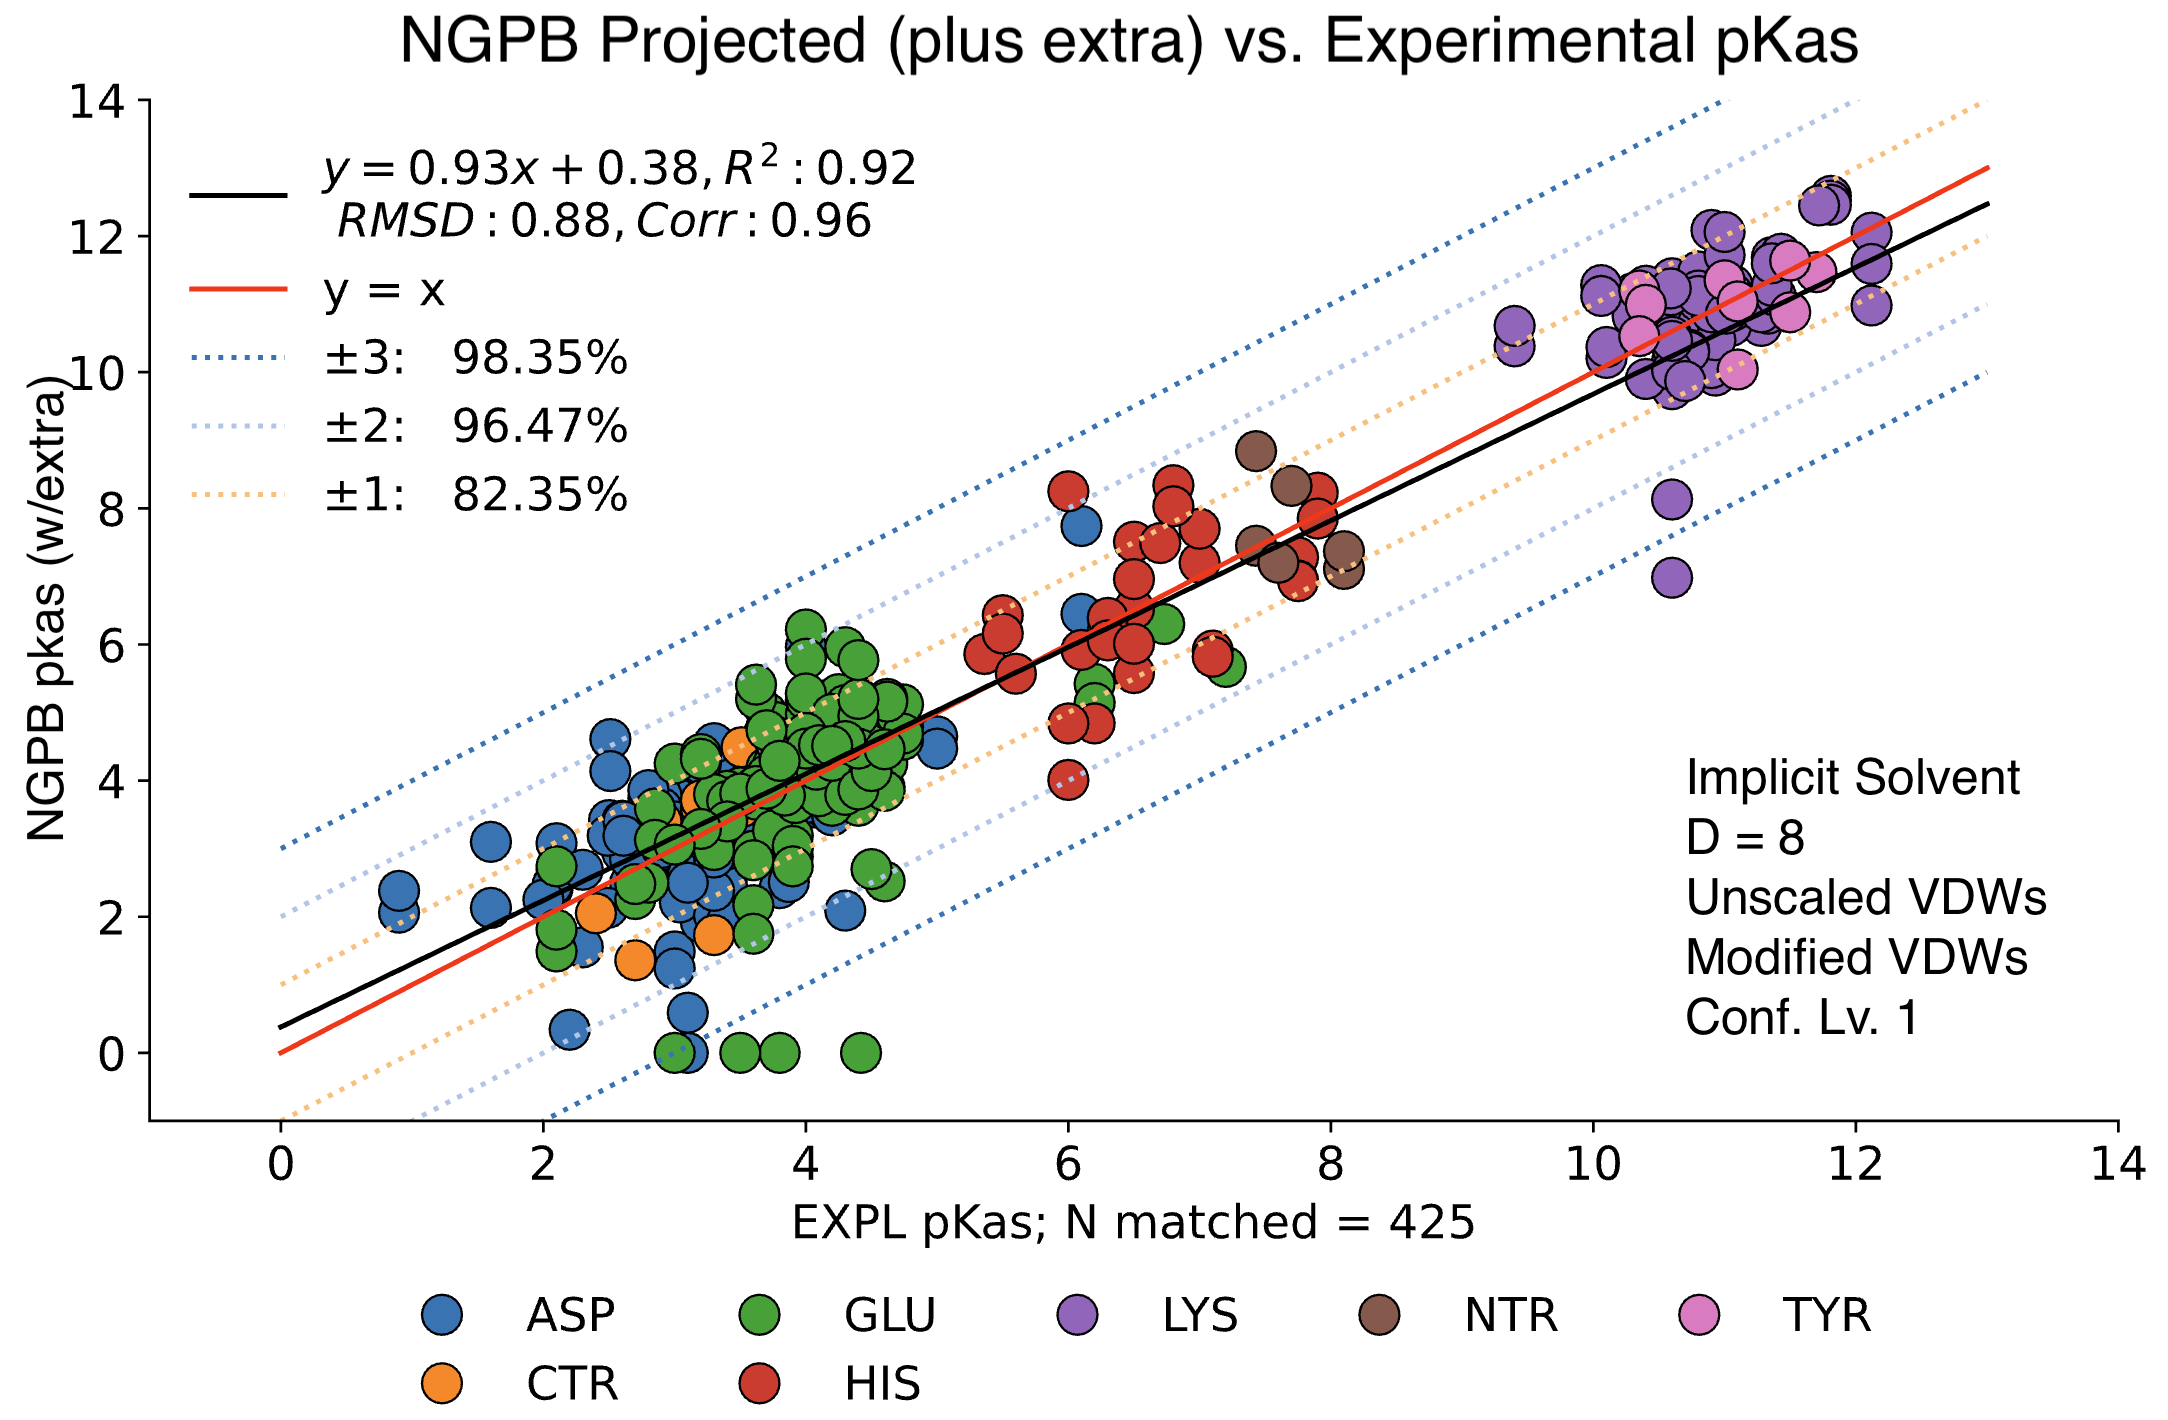 NGPB Projected (plus extra) vs. Experimental pKas
14
12
10
8
6
4
2
0
NGPB pkas (w/extra)
y = 0.93x + 0.38, R² : 0.92
RMSD : 0.88, Corr : 0.96
y = x
±3: 98.35%
±2: 96.47%
±1: 82.35%
Implicit Solvent
D = 8
Unscaled VDWs
Modified VDWs
Conf. Lv. 1
0 2 4 6 8 10 12 14
EXPL pKas; N matched = 425
ASP GLU LYS NTR TYR
CTR HIS